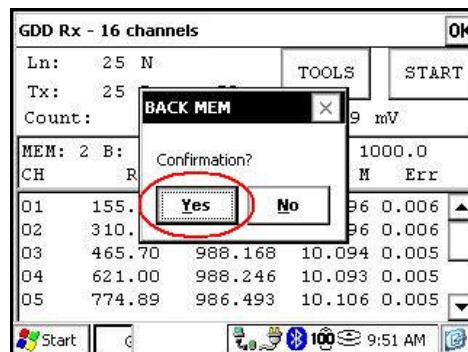 GDD Rx - 16 channels
Ln: 25 N
TOOLS START
Tx: 25
BACK MEM
Count: 9 mV
MEM: 2 B: 1000.0
Confirmation?
CH R M Err
Yes No
01 155. 96 0.006
02 310. 96 0.006
03 465.70 988.168 10.094 0.005
04 621.00 988.246 10.093 0.005
05 774.89 986.493 10.106 0.005
Start 100 9:51 AM